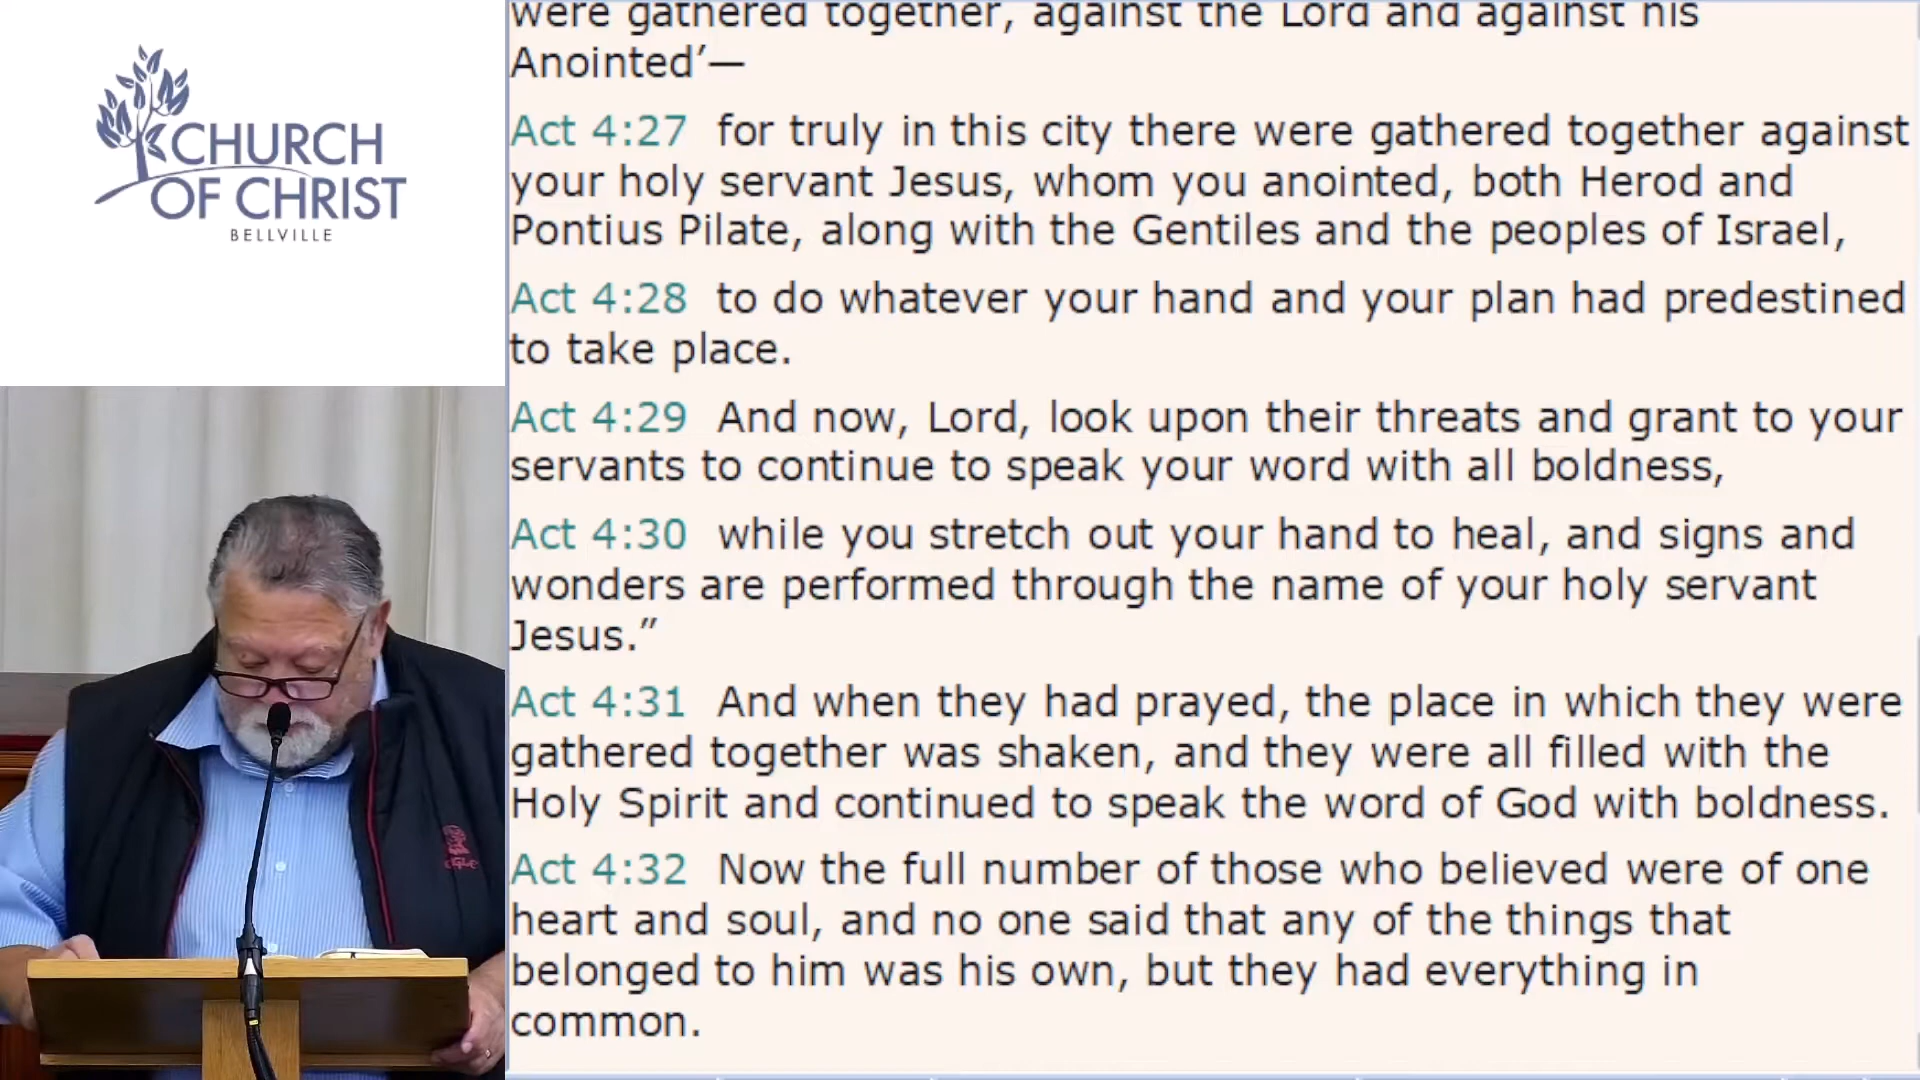 CHURCH
OF CHRIST
BELLVILLE
were gathered together, against the Lord and against his
Anointed’—
Act 4:27 for truly in this city there were gathered together against
your holy servant Jesus, whom you anointed, both Herod and
Pontius Pilate, along with the Gentiles and the peoples of Israel,
Act 4:28 to do whatever your hand and your plan had predestined
to take place.
Act 4:29 And now, Lord, look upon their threats and grant to your
servants to continue to speak your word with all boldness,
Act 4:30 while you stretch out your hand to heal, and signs and
wonders are performed through the name of your holy servant
Jesus.”
Act 4:31 And when they had prayed, the place in which they were
gathered together was shaken, and they were all filled with the
Holy Spirit and continued to speak the word of God with boldness.
Act 4:32 Now the full number of those who believed were of one
heart and soul, and no one said that any of the things that
belonged to him was his own, but they had everything in
common.